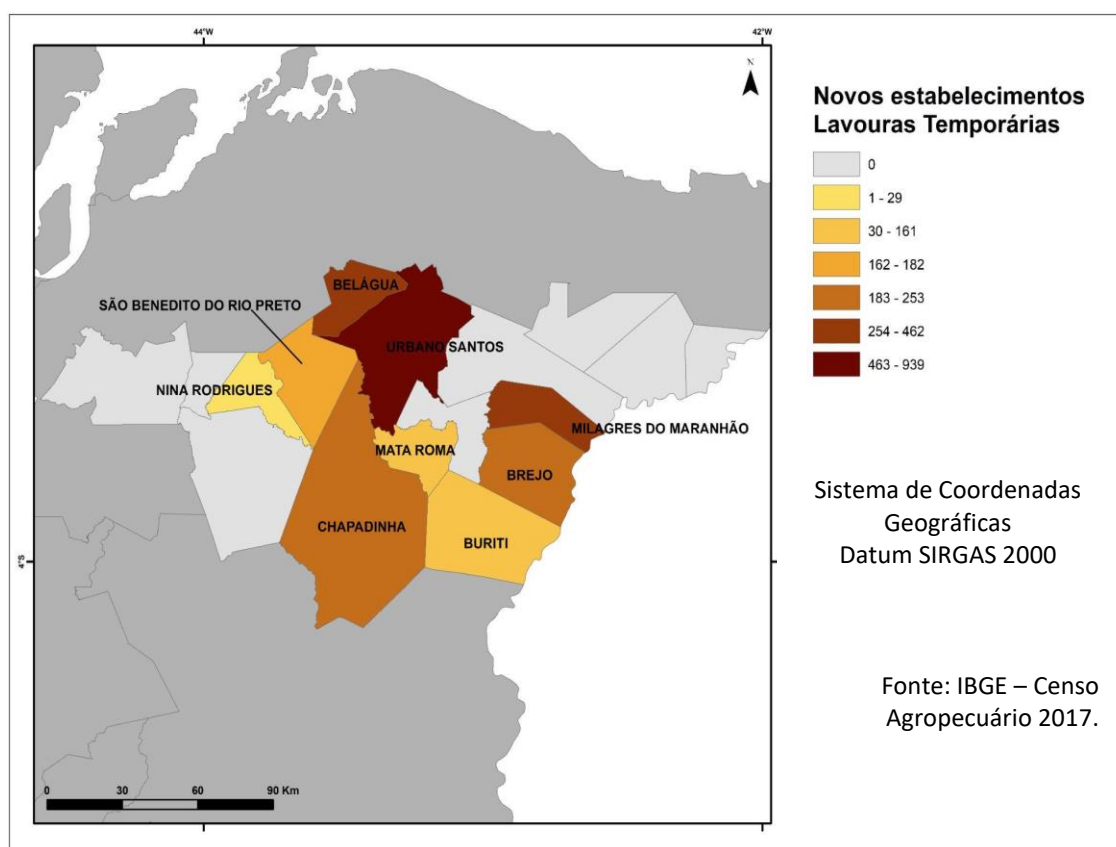 44°W
42°W
N
BELÁGUA
SÃO BENEDITO DO RIO PRETO
URBANO SANTOS
NINA RODRIGUES
MILAGRES DO MARANHÃO
MATA ROMA
BREJO
CHAPADINHA
BURITI
4°S
0 30 60 90 Km
Novos estabelecimentos
Lavouras Temporárias
0
1 - 29
30 - 161
162 - 182
183 - 253
254 - 462
463 - 939
Sistema de Coordenadas
Geográficas
Datum SIRGAS 2000
Fonte: IBGE – Censo
Agropecuário 2017.